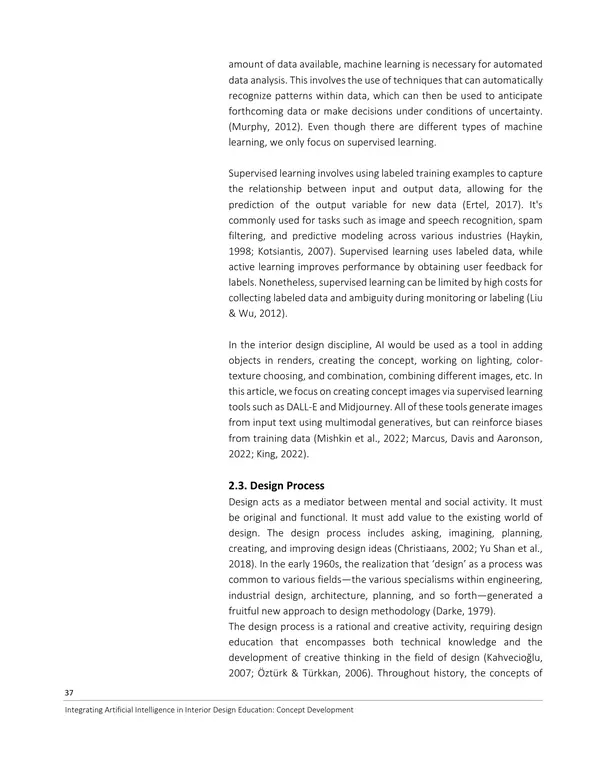 amount of data available, machine learning is necessary for automated
data analysis. This involves the use of techniques that can automatically
recognize patterns within data, which can then be used to anticipate
forthcoming data or make decisions under conditions of uncertainty.
(Murphy, 2012). Even though there are different types of machine
learning, we only focus on supervised learning.
Supervised learning involves using labeled training examples to capture
the relationship between input and output data, allowing for the
prediction of the output variable for new data (Ertel, 2017). It's
commonly used for tasks such as image and speech recognition, spam
filtering, and predictive modeling across various industries (Haykin,
1998; Kotsiantis, 2007). Supervised learning uses labeled data, while
active learning improves performance by obtaining user feedback for
labels. Nonetheless, supervised learning can be limited by high costs for
collecting labeled data and ambiguity during monitoring or labeling (Liu
& Wu, 2012).
In the interior design discipline, AI would be used as a tool in adding
objects in renders, creating the concept, working on lighting, color-
texture choosing, and combination, combining different images, etc. In
this article, we focus on creating concept images via supervised learning
tools such as DALL-E and Midjourney. All of these tools generate images
from input text using multimodal generatives, but can reinforce biases
from training data (Mishkin et al., 2022; Marcus, Davis and Aaronson,
2022; King, 2022).
2.3. Design Process
Design acts as a mediator between mental and social activity. It must
be original and functional. It must add value to the existing world of
design. The design process includes asking, imagining, planning,
creating, and improving design ideas (Christiaans, 2002; Yu Shan et al.,
2018). In the early 1960s, the realization that ‘design’ as a process was
common to various fields—the various specialisms within engineering,
industrial design, architecture, planning, and so forth—generated a
fruitful new approach to design methodology (Darke, 1979).
The design process is a rational and creative activity, requiring design
education that encompasses both technical knowledge and the
development of creative thinking in the field of design (Kahvecioğlu,
2007; Öztürk & Türkkan, 2006). Throughout history, the concepts of
37
Integrating Artificial Intelligence in Interior Design Education: Concept Development